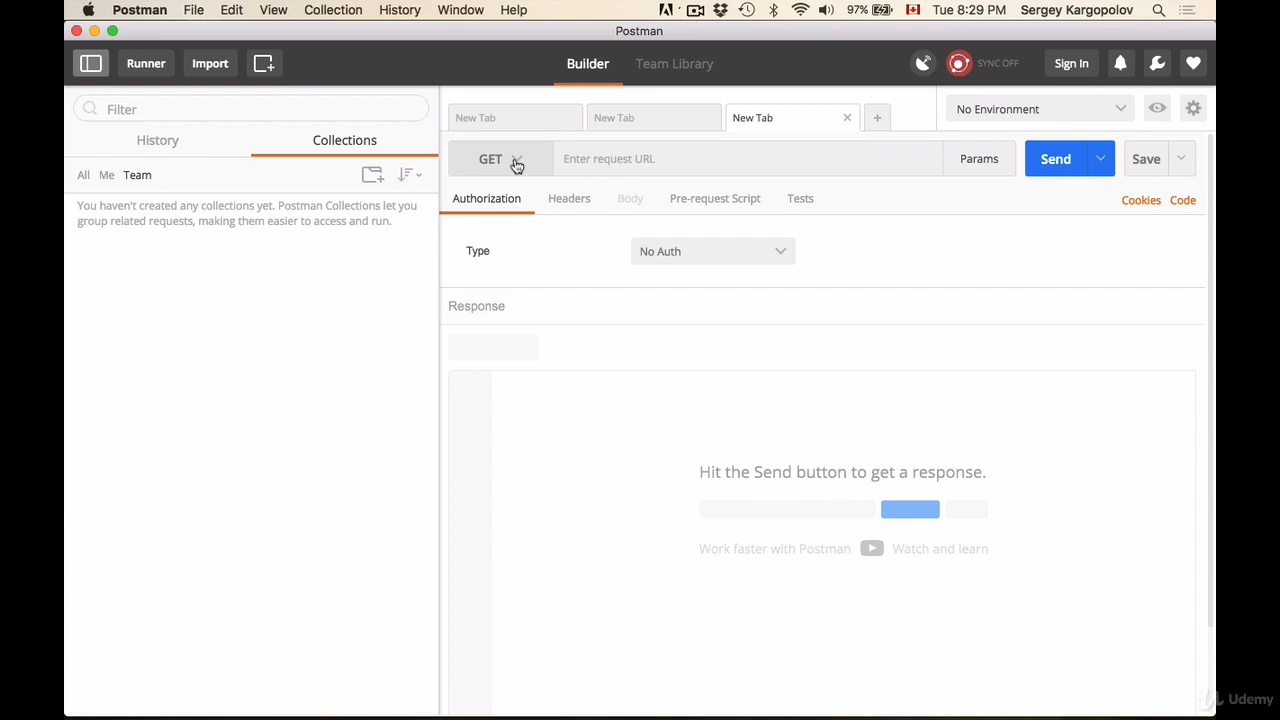 Postman File Edit View Collection History Window Help 97% Tue 8:29 PM Sergey Kargopolov
Postman
Runner Import Builder Team Library SYNC OFF Sign In
Filter
New Tab New Tab New Tab No Environment
History Collections
GET Enter request URL Params Send Save
All Me Team
Authorization Headers Body Pre-request Script Tests Cookies Code
You haven't created any collections yet. Postman Collections let you
group related requests, making them easier to access and run.
Type No Auth
Response
Hit the Send button to get a response.
Work faster with Postman Watch and learn
Udemy